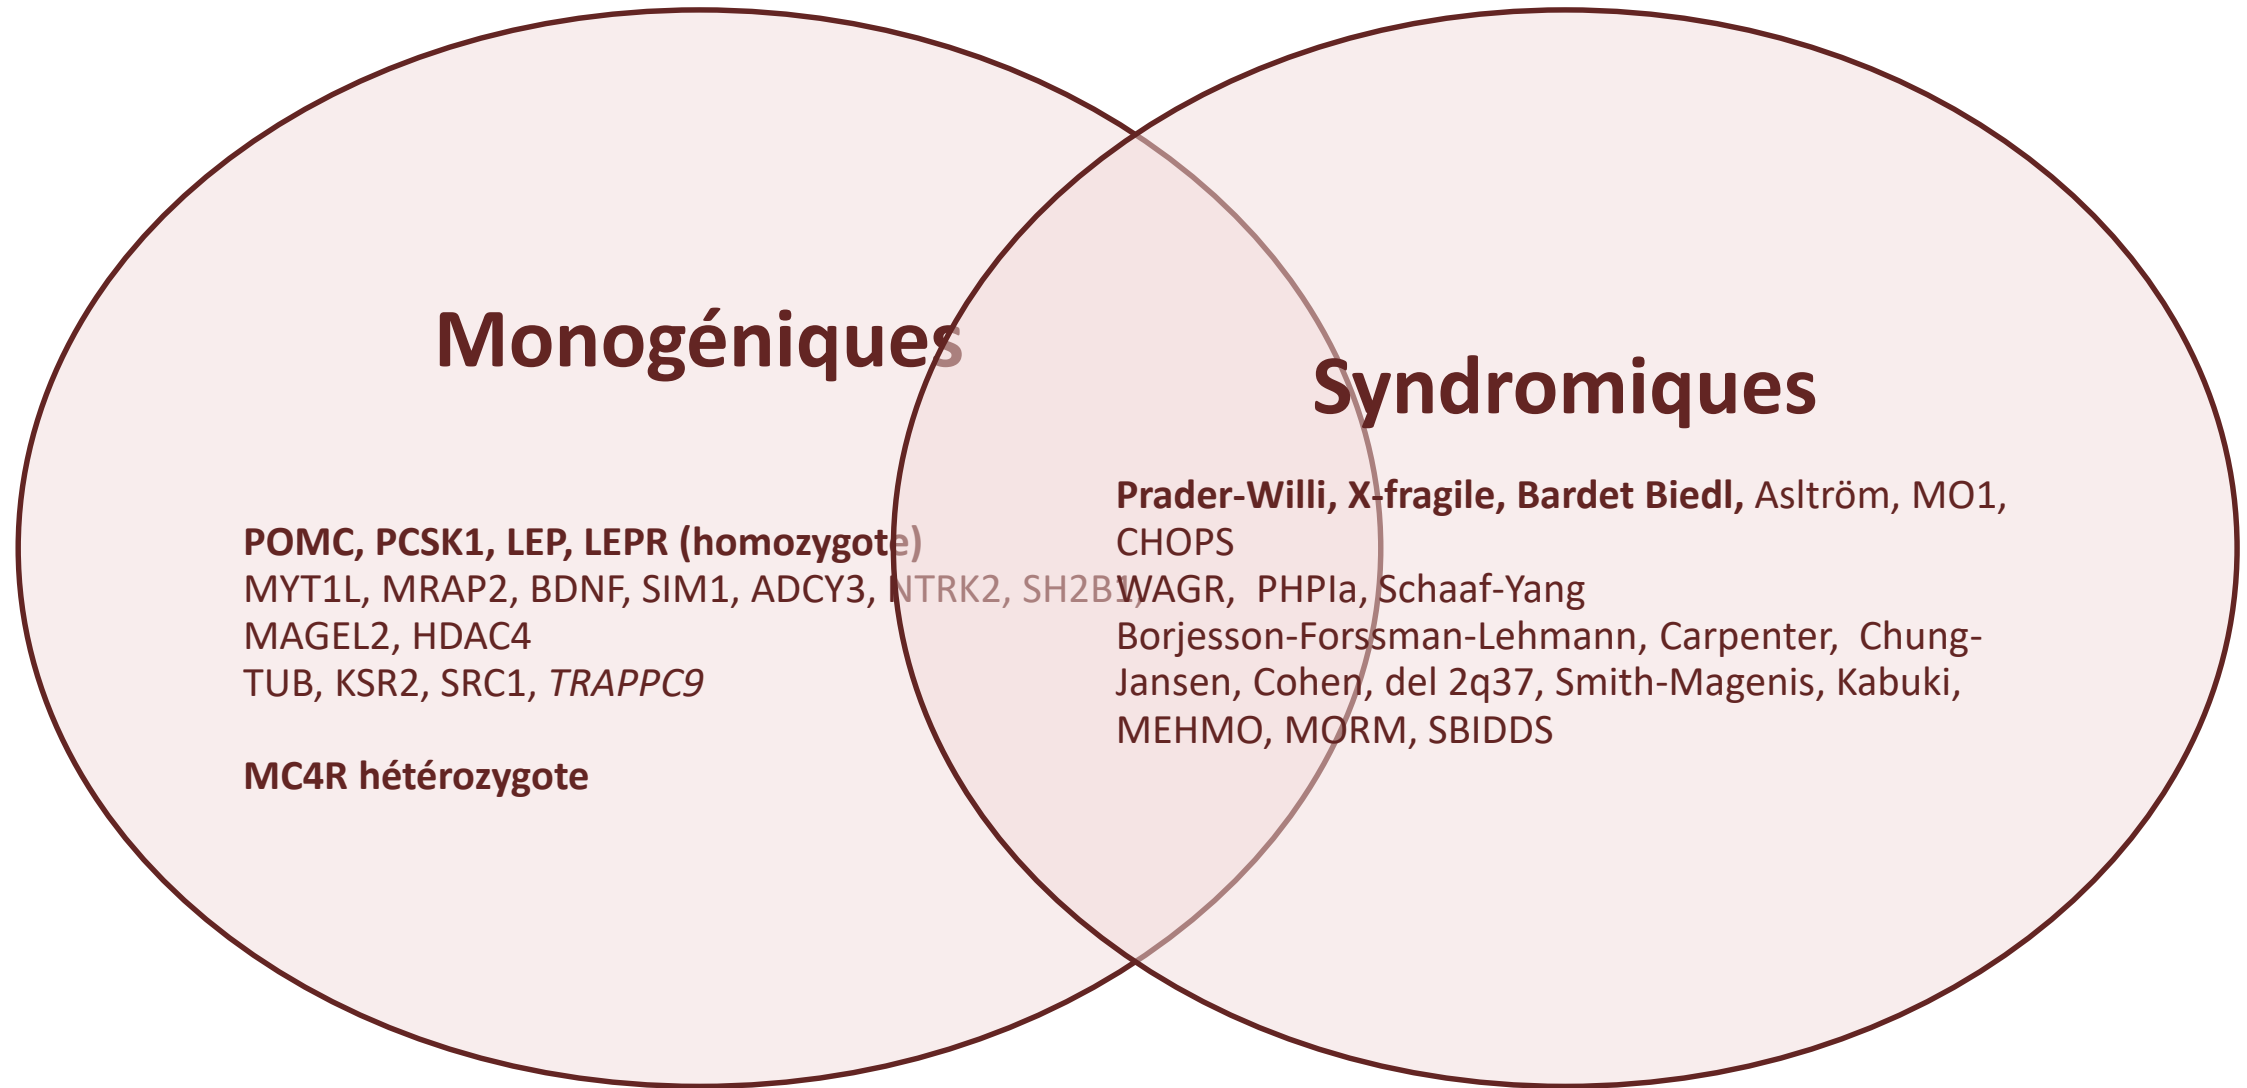 Monogéniques
POMC, PCSK1, LEP, LEPR (homozygote)
MYT1L, MRAP2, BDNF, SIM1, ADCY3, NTRK2, SH2B1,
MAGEL2, HDAC4
TUB, KSR2, SRC1, TRAPPC9
MC4R hétérozygote
Syndromiques
Prader-Willi, X-fragile, Bardet Biedl, Asltröm, MO1,
CHOPS
WAGR, PHPIa, Schaaf-Yang
Borjesson-Forssman-Lehmann, Carpenter, Chung-
Jansen, Cohen, del 2q37, Smith-Magenis, Kabuki,
MEHMO, MORM, SBIDDS